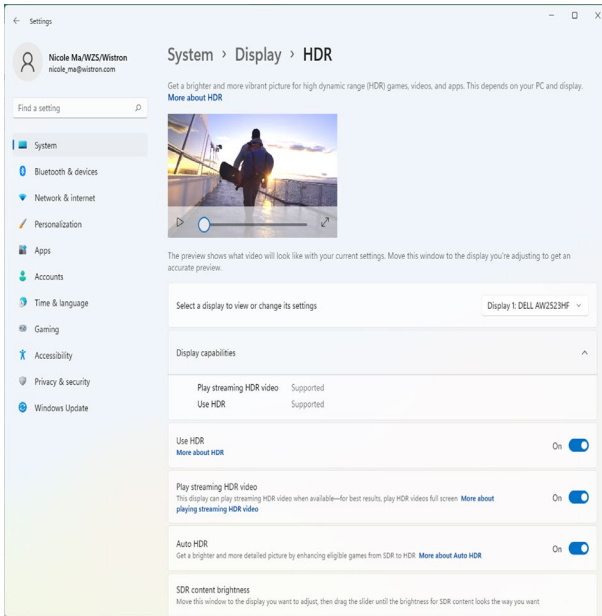 Settings
Nicole Ma/WZS/Wistron
nicole_ma@wistron.com
Find a setting
System
Bluetooth & devices
Network & internet
Personalization
Apps
Accounts
Time & language
Gaming
Accessibility
Privacy & security
Windows Update
System > Display > HDR
Get a brighter and more vibrant picture for high dynamic range (HDR) games, videos, and apps. This depends on your PC and display.
More about HDR
The preview shows what video will look like with your current settings. Move this window to the display you're adjusting to get an
accurate preview.
Select a display to view or change its settings
Display 1: DELL AW2523HF
Display capabilities
Play streaming HDR video Supported
Use HDR Supported
Use HDR
More about HDR
On
Play streaming HDR video
This display can play streaming HDR video when available—for best results, play HDR videos full screen More about
playing streaming HDR video
On
Auto HDR
Get a brighter and more detailed picture by enhancing eligible games from SDR to HDR More about Auto HDR
On
SDR content brightness
Move this window to the display you want to adjust, then drag the slider until the brightness for SDR content looks the way you want